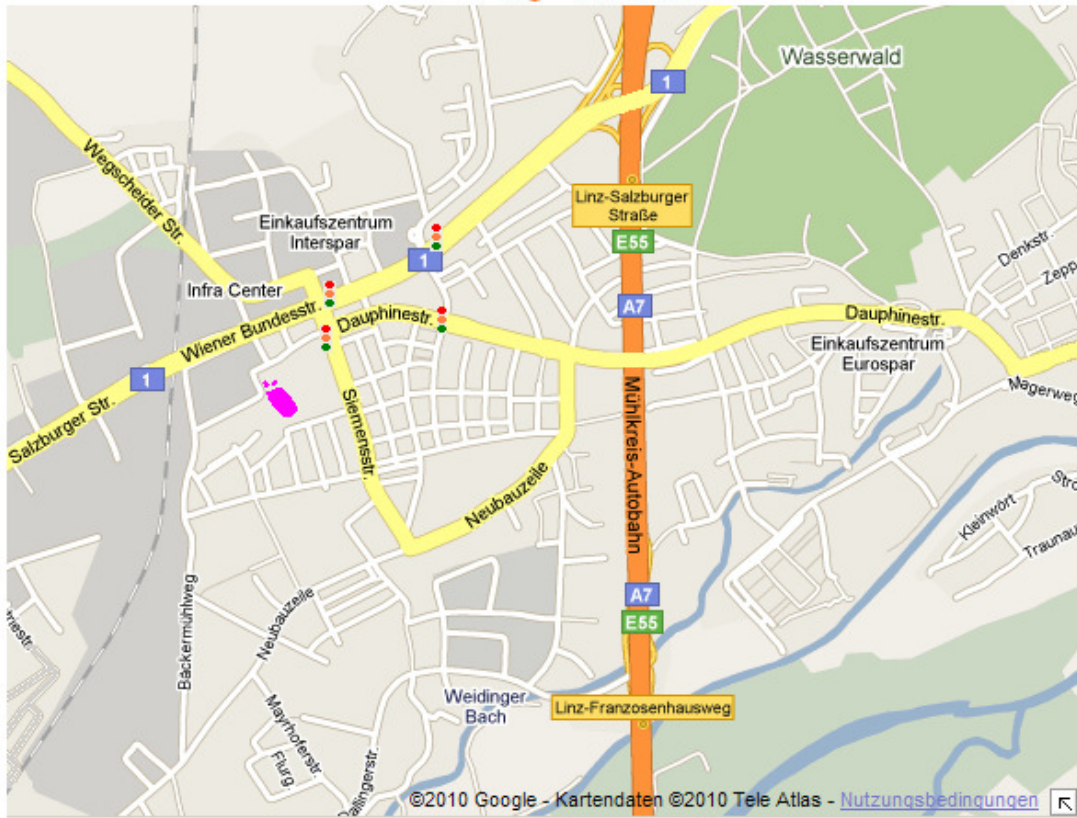 Wasserwald
1
Wegscheider Str.
Linz-Salzburger
Straße
Einkaufszentrum
Interspar
E55
Denkstr.
1
Infra Center
A7
Dauphinestr.
Dauphinestr.
Wiener Bundesstr.
Einkaufszentrum
Eurospar
1
Magerweg
Salzburger Str.
Siemensstr.
Mühlkreis-Autobahn
Neubauzeile
Kleinwört
Traunau
A7
E55
Neubauzeile
Bäckermühlweg
Weidinger
Bach
Linz-Franzosenhausweg
Mayrhoferstr.
Flurg.
Dallingerstr.
©2010 Google - Kartendaten ©2010 Tele Atlas - Nutzungsbedingungen